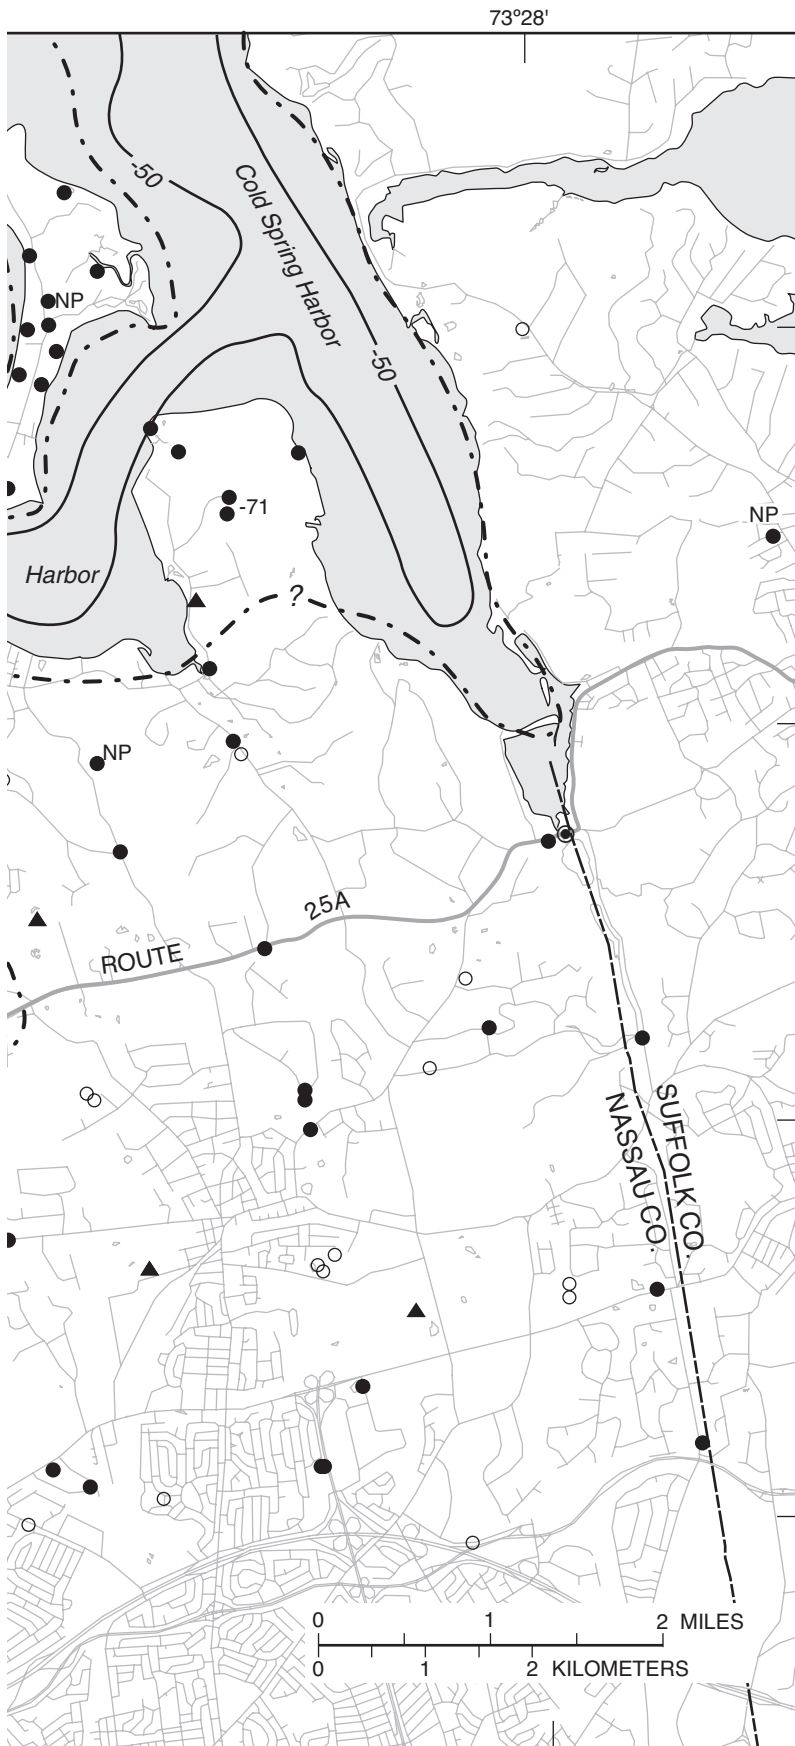 73°28'
-50
Cold Spring Harbor
NP
-50
-71
NP
Harbor
?
NP
25A
ROUTE
SUFFOLK CO.
NASSAU CO.
0 1 2 MILES
0 1 2 KILOMETERS